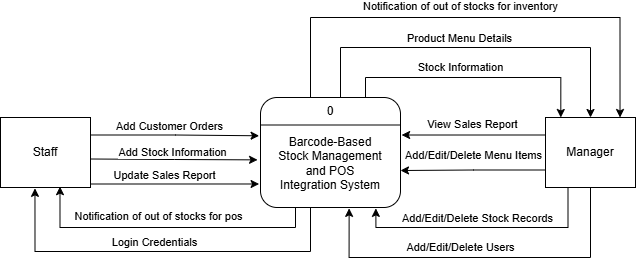 Notification of out of stocks for inventory
Product Menu Details
Stock Information
0
Barcode-Based
Stock Management
and POS
Integration System
Staff
Add Customer Orders
Add Stock Information
Update Sales Report
Notification of out of stocks for pos
Login Credentials
Manager
View Sales Report
Add/Edit/Delete Menu Items
Add/Edit/Delete Stock Records
Add/Edit/Delete Users